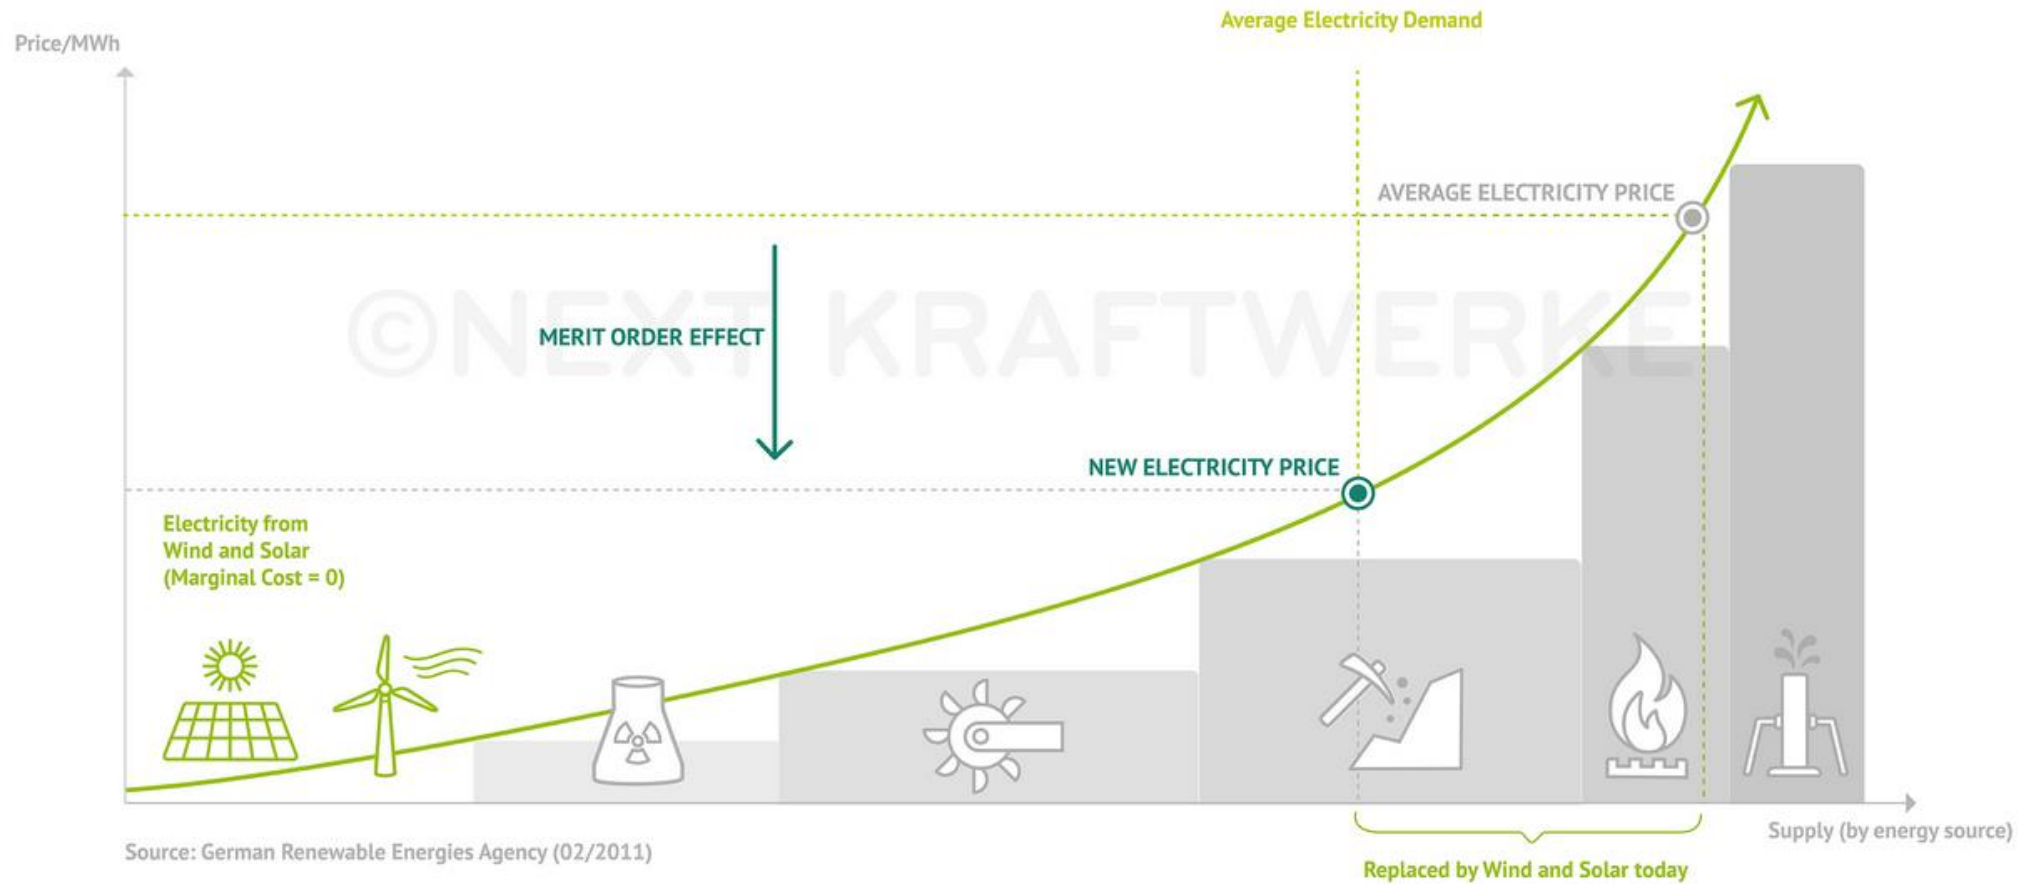 Average Electricity Demand
Price/MWh
AVERAGE ELECTRICITY PRICE
©NEXT KRAFTWERKE
MERIT ORDER EFFECT
NEW ELECTRICITY PRICE
Electricity from
Wind and Solar
(Marginal Cost = 0)
Supply (by energy source)
Source: German Renewable Energies Agency (02/2011)
Replaced by Wind and Solar today